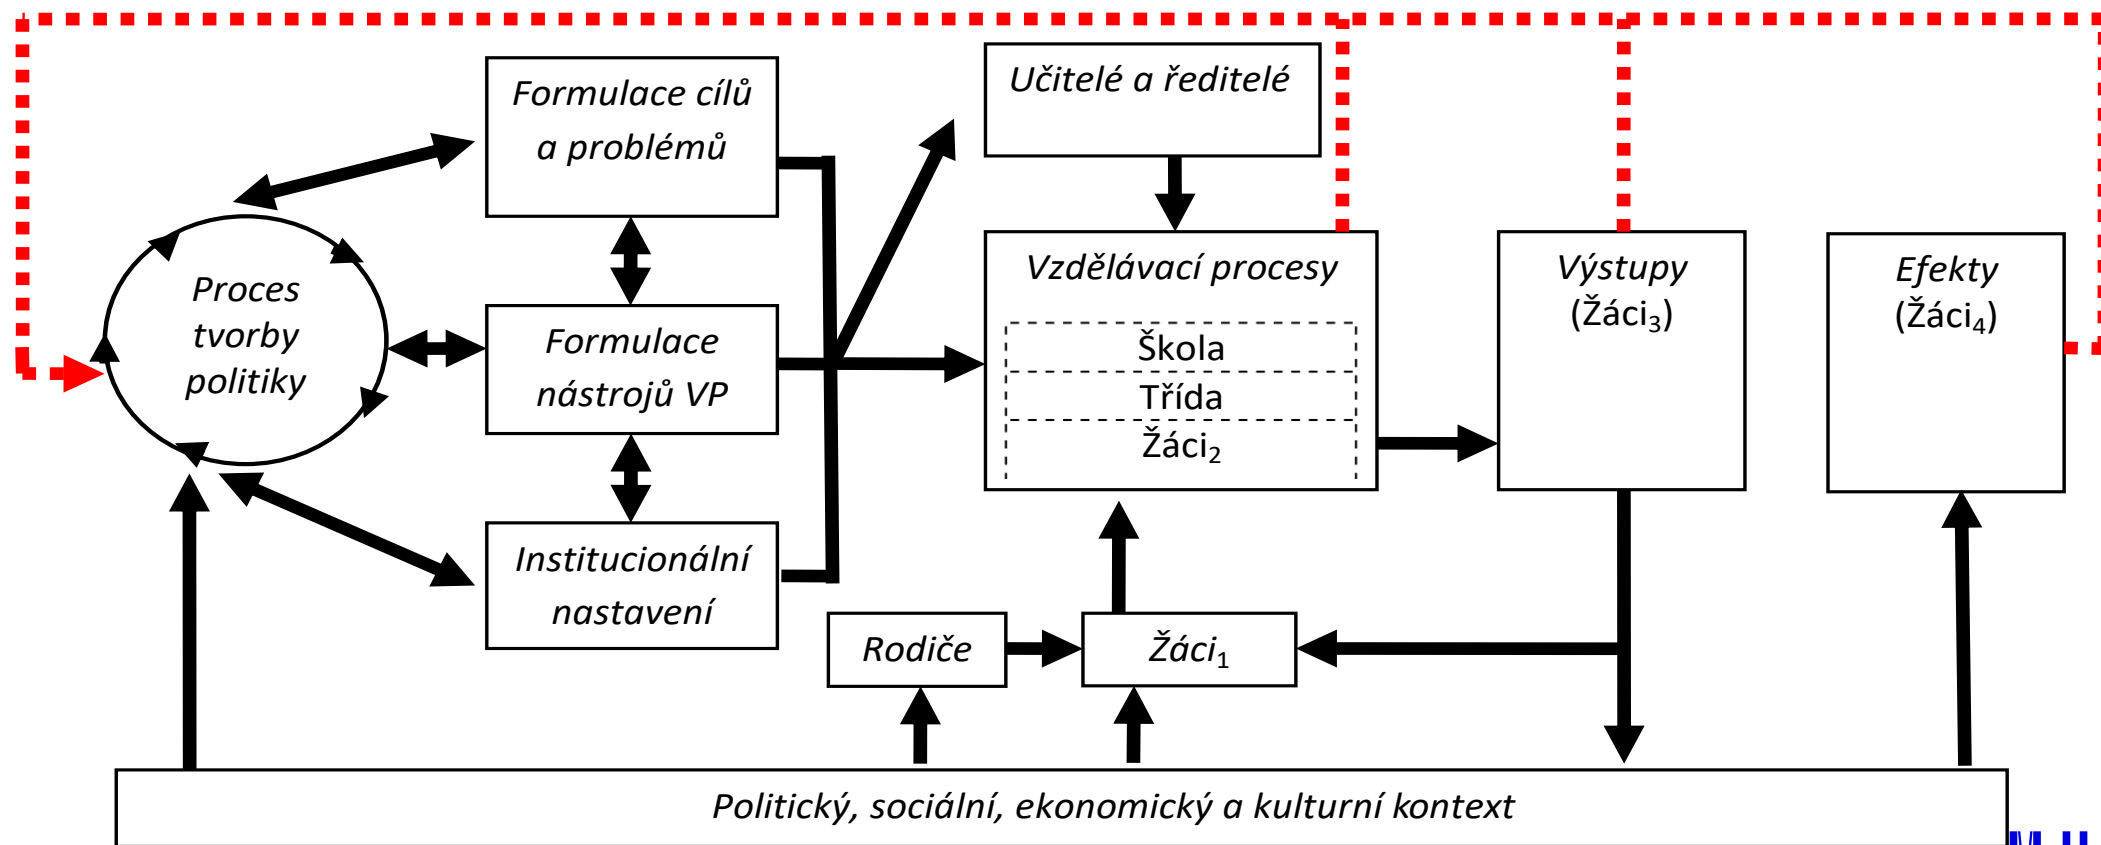 Formulace cílů
a problémů
Učitelé a ředitelé
Proces
tvorby
politiky
Formulace
nástrojů VP
Vzdělávací procesy
Škola
Třída
Žáci₂
Výstupy
(Žáci₃)
Efekty
(Žáci₄)
Institucionální
nastavení
Rodiče
Žáci₁
Politický, sociální, ekonomický a kulturní kontext